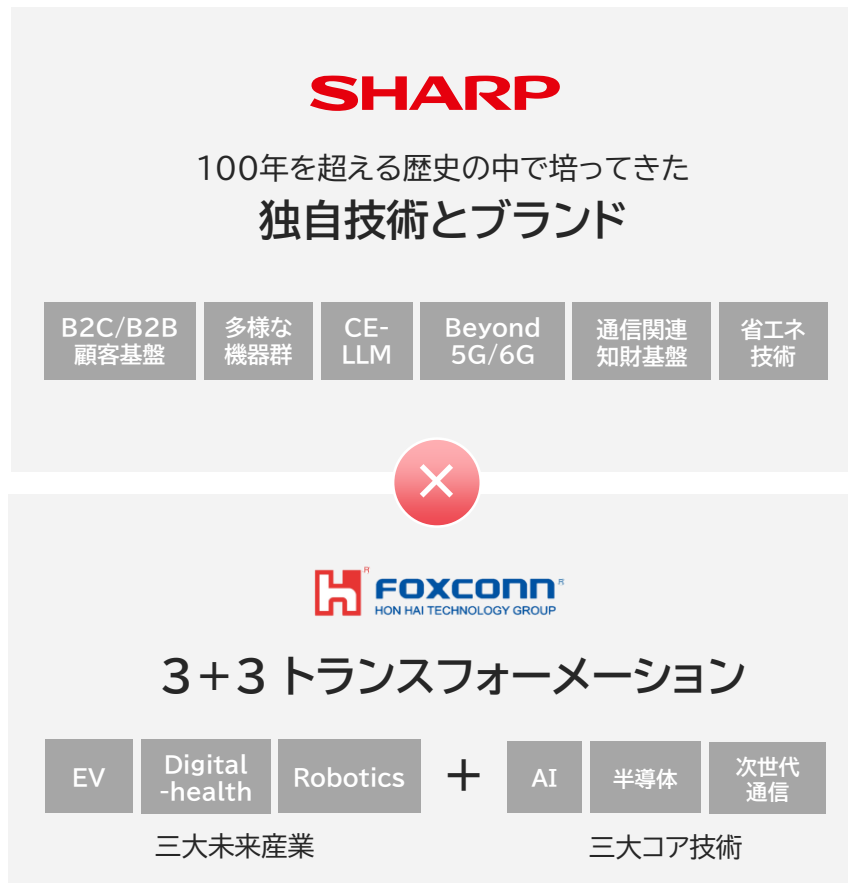 SHARP
100年を超える歴史の中で培ってきた
独自技術とブランド
B2C/B2B
顧客基盤
多様な
機器群
CE-
LLM
Beyond
5G/6G
通信関連
知財基盤
省エネ
技術
×
FOXCONN®
HON HAI TECHNOLOGY GROUP
3+3 トランスフォーメーション
EV
Digital
-health
Robotics
+
AI
半導体
次世代
通信
三大未来産業
三大コア技術